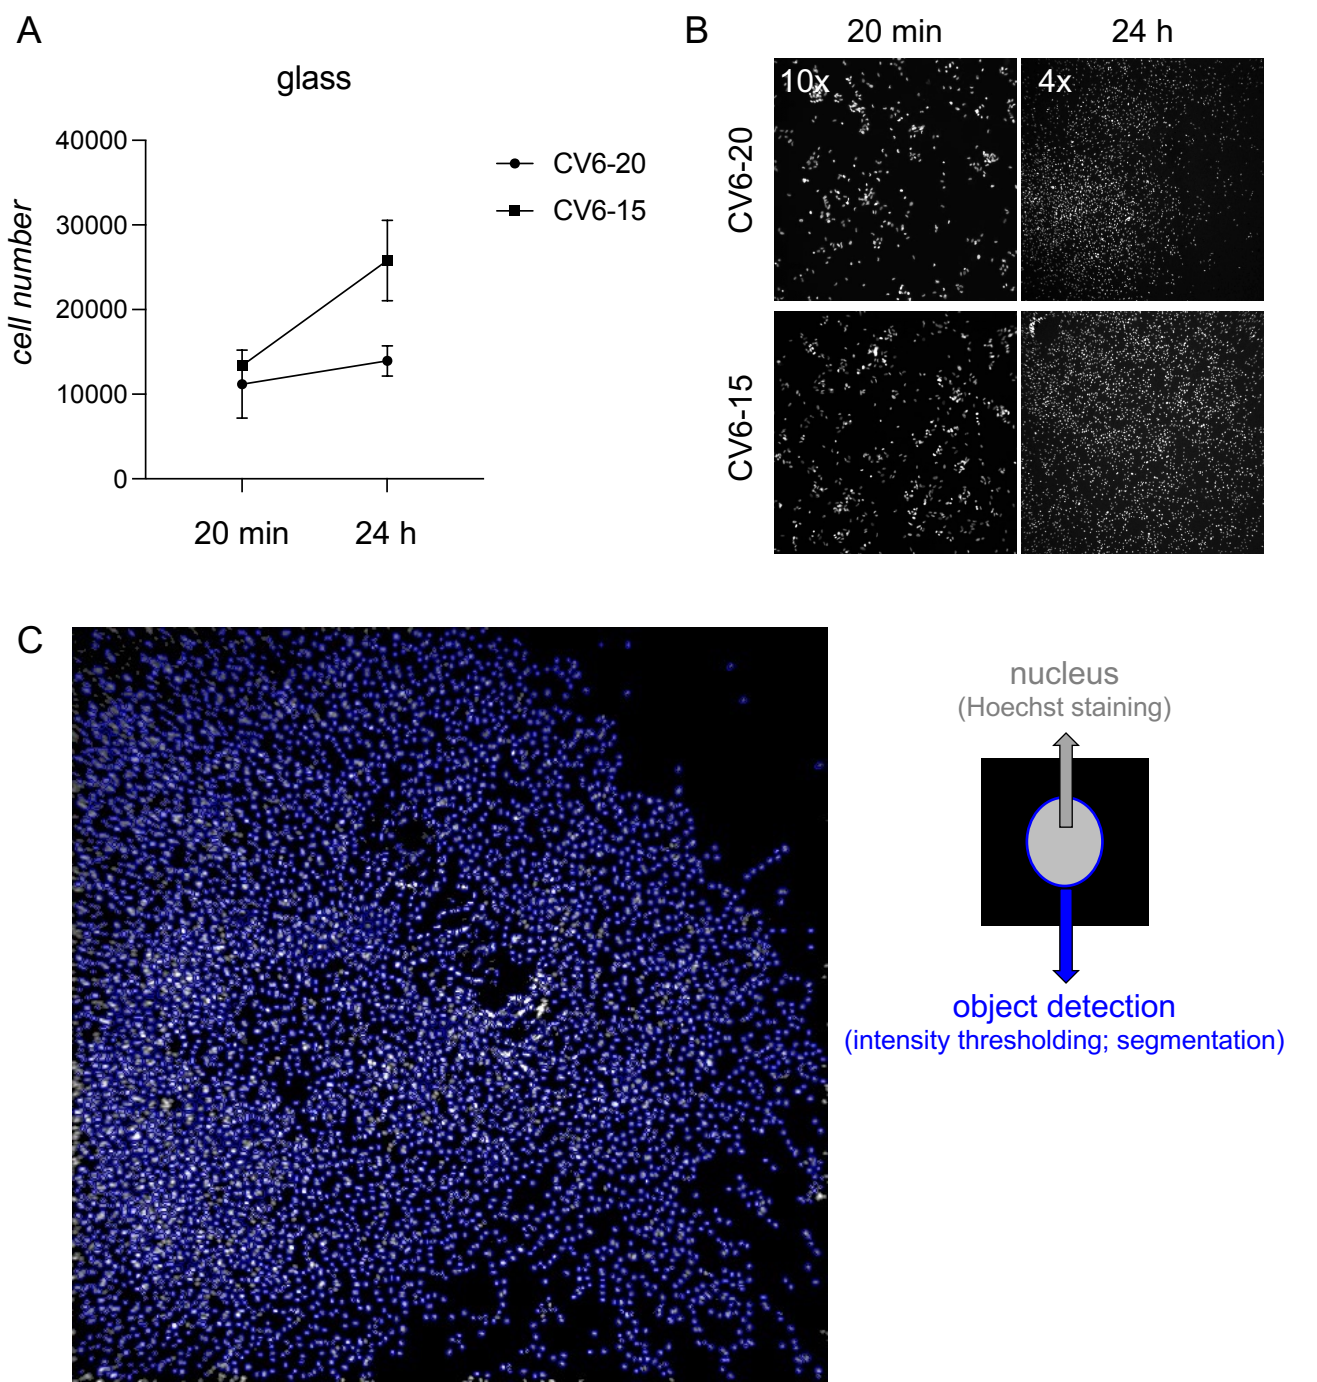 A
glass
cell number
40000
30000
20000
10000
0
20 min
24 h
CV6-20
CV6-15
B
20 min
24 h
10x
4x
CV6-20
CV6-15
C
nucleus
(Hoechst staining)
object detection
(intensity thresholding; segmentation)